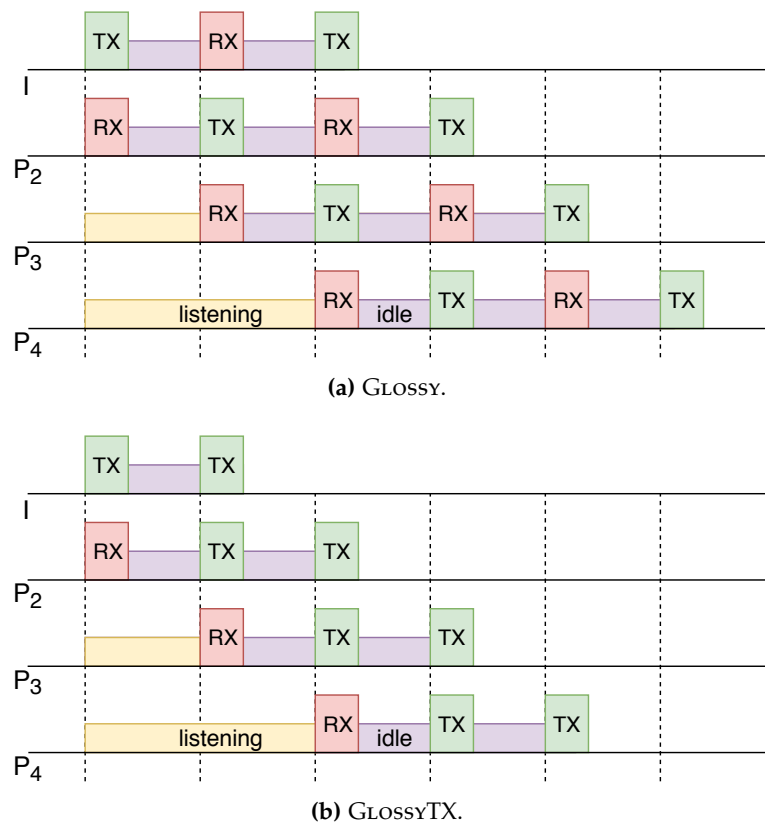 TX RX TX
I
RX TX RX TX
P2
RX TX RX TX
P3
listening RX idle TX RX TX
P4
(a) Glossy.
TX TX
I
RX TX TX
P2
RX TX TX
P3
listening RX idle TX TX
P4
(b) GlossyTX.